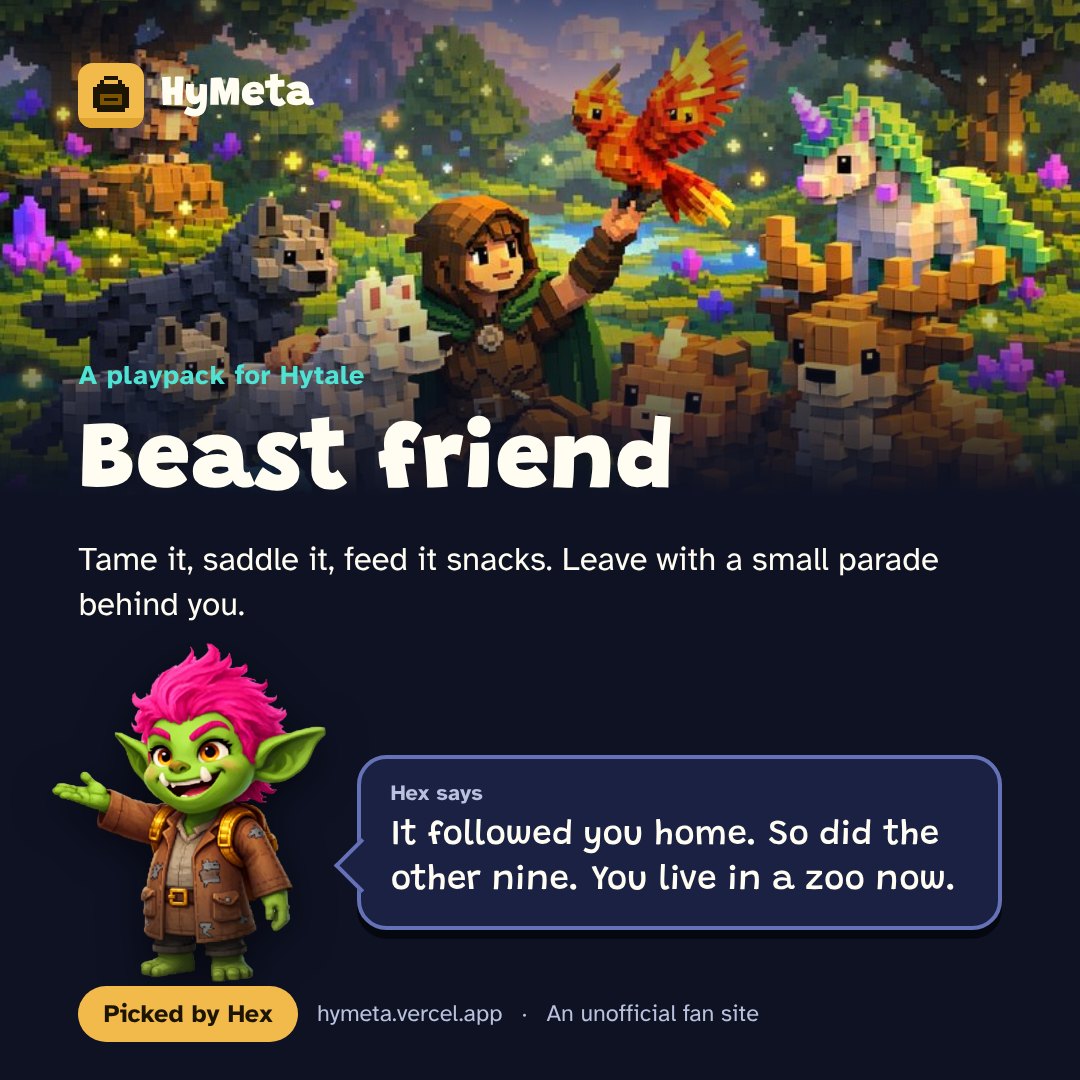 HyMeta
A playpack for Hytale
Beast friend
Tame it, saddle it, feed it snacks. Leave with a small parade
behind you.
Hex says
It followed you home. So did the
other nine. You live in a zoo now.
Picked by Hex
hymeta.vercel.app · An unofficial fan site